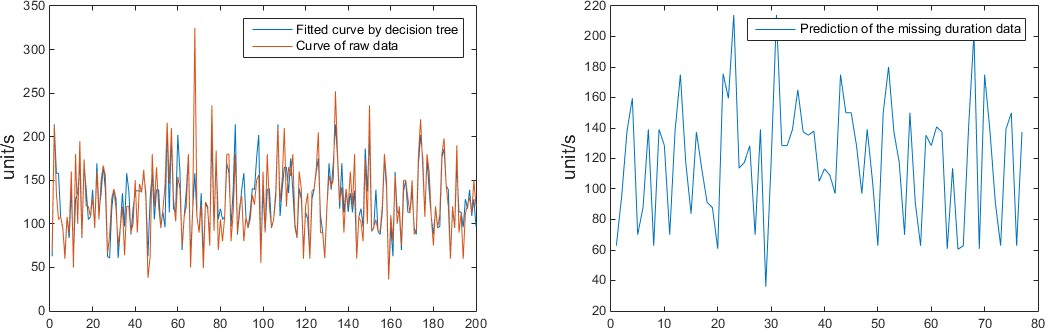 350
300
250
200
150
100
50
0
unit/s
Fitted curve by decision tree
Curve of raw data
0 20 40 60 80 100 120 140 160 180 200
220
200
180
160
140
120
100
80
60
40
20
unit/s
Prediction of the missing duration data
0 10 20 30 40 50 60 70 80